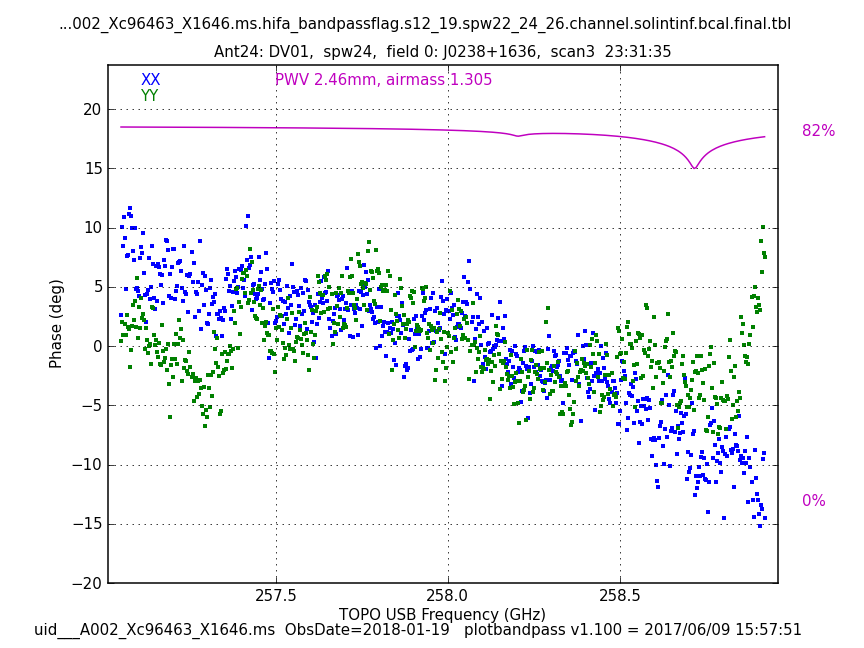 ...002_Xc96463_X1646.ms.hifa_bandpassflag.s12_19.spw22_24_26.channel.solintinf.bcal.final.tbl
Ant24: DV01, spw24, field 0: J0238+1636, scan3 23:31:35
XX
PWV 2.46mm, airmass 1.305
YY
20
15
10
5
0
−5
−10
−15
−20
Phase (deg)
82%
0%
257.5
258.0
258.5
TOPO USB Frequency (GHz)
uid___A002_Xc96463_X1646.ms ObsDate=2018-01-19 plotbandpass v1.100 = 2017/06/09 15:57:51